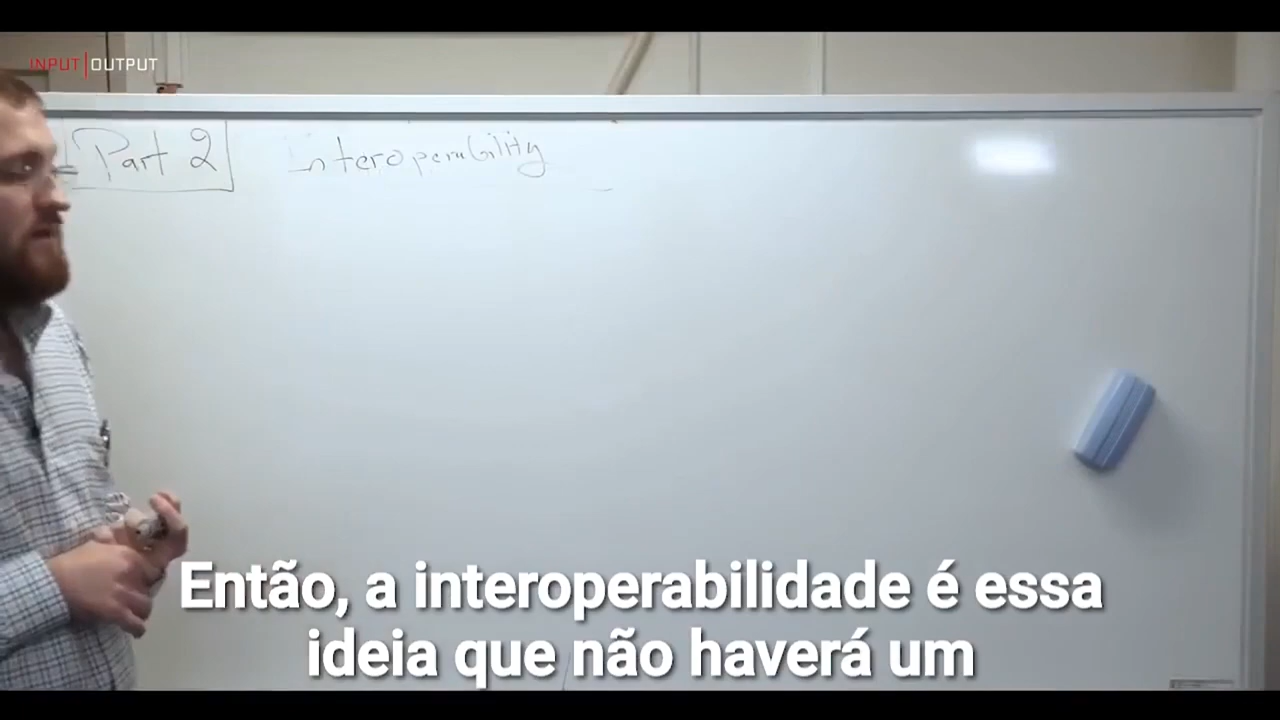 INPUT|OUTPUT
Part 2 Interoperability
Então, a interoperabilidade é essa
ideia que não haverá um